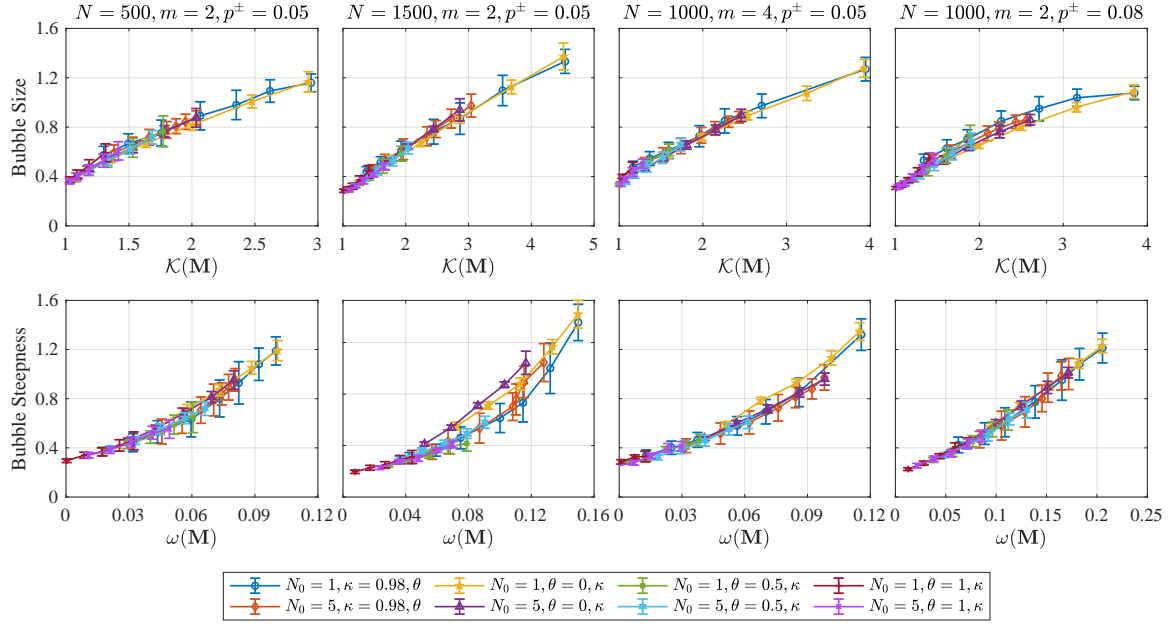 N = 500, m = 2, p± = 0.05
N = 1500, m = 2, p± = 0.05
N = 1000, m = 4, p± = 0.05
N = 1000, m = 2, p± = 0.08
Bubble Size
1.6
1.2
0.8
0.4
0
1 1.5 2 2.5 3
1 2 3 4 5
1 2 3 4
1 2 3 4
𝒦(M) 𝒦(M) 𝒦(M) 𝒦(M)
Bubble Steepness
1.6
1.2
0.8
0.4
0
0 0.03 0.06 0.09 0.12
0 0.04 0.08 0.12 0.16
0 0.03 0.06 0.09 0.12
0 0.05 0.1 0.15 0.2 0.25
ω(M) ω(M) ω(M) ω(M)
N₀ = 1, κ = 0.98, θ N₀ = 1, θ = 0, κ N₀ = 1, θ = 0.5, κ N₀ = 1, θ = 1, κ
N₀ = 5, κ = 0.98, θ N₀ = 5, θ = 0, κ N₀ = 5, θ = 0.5, κ N₀ = 5, θ = 1, κ